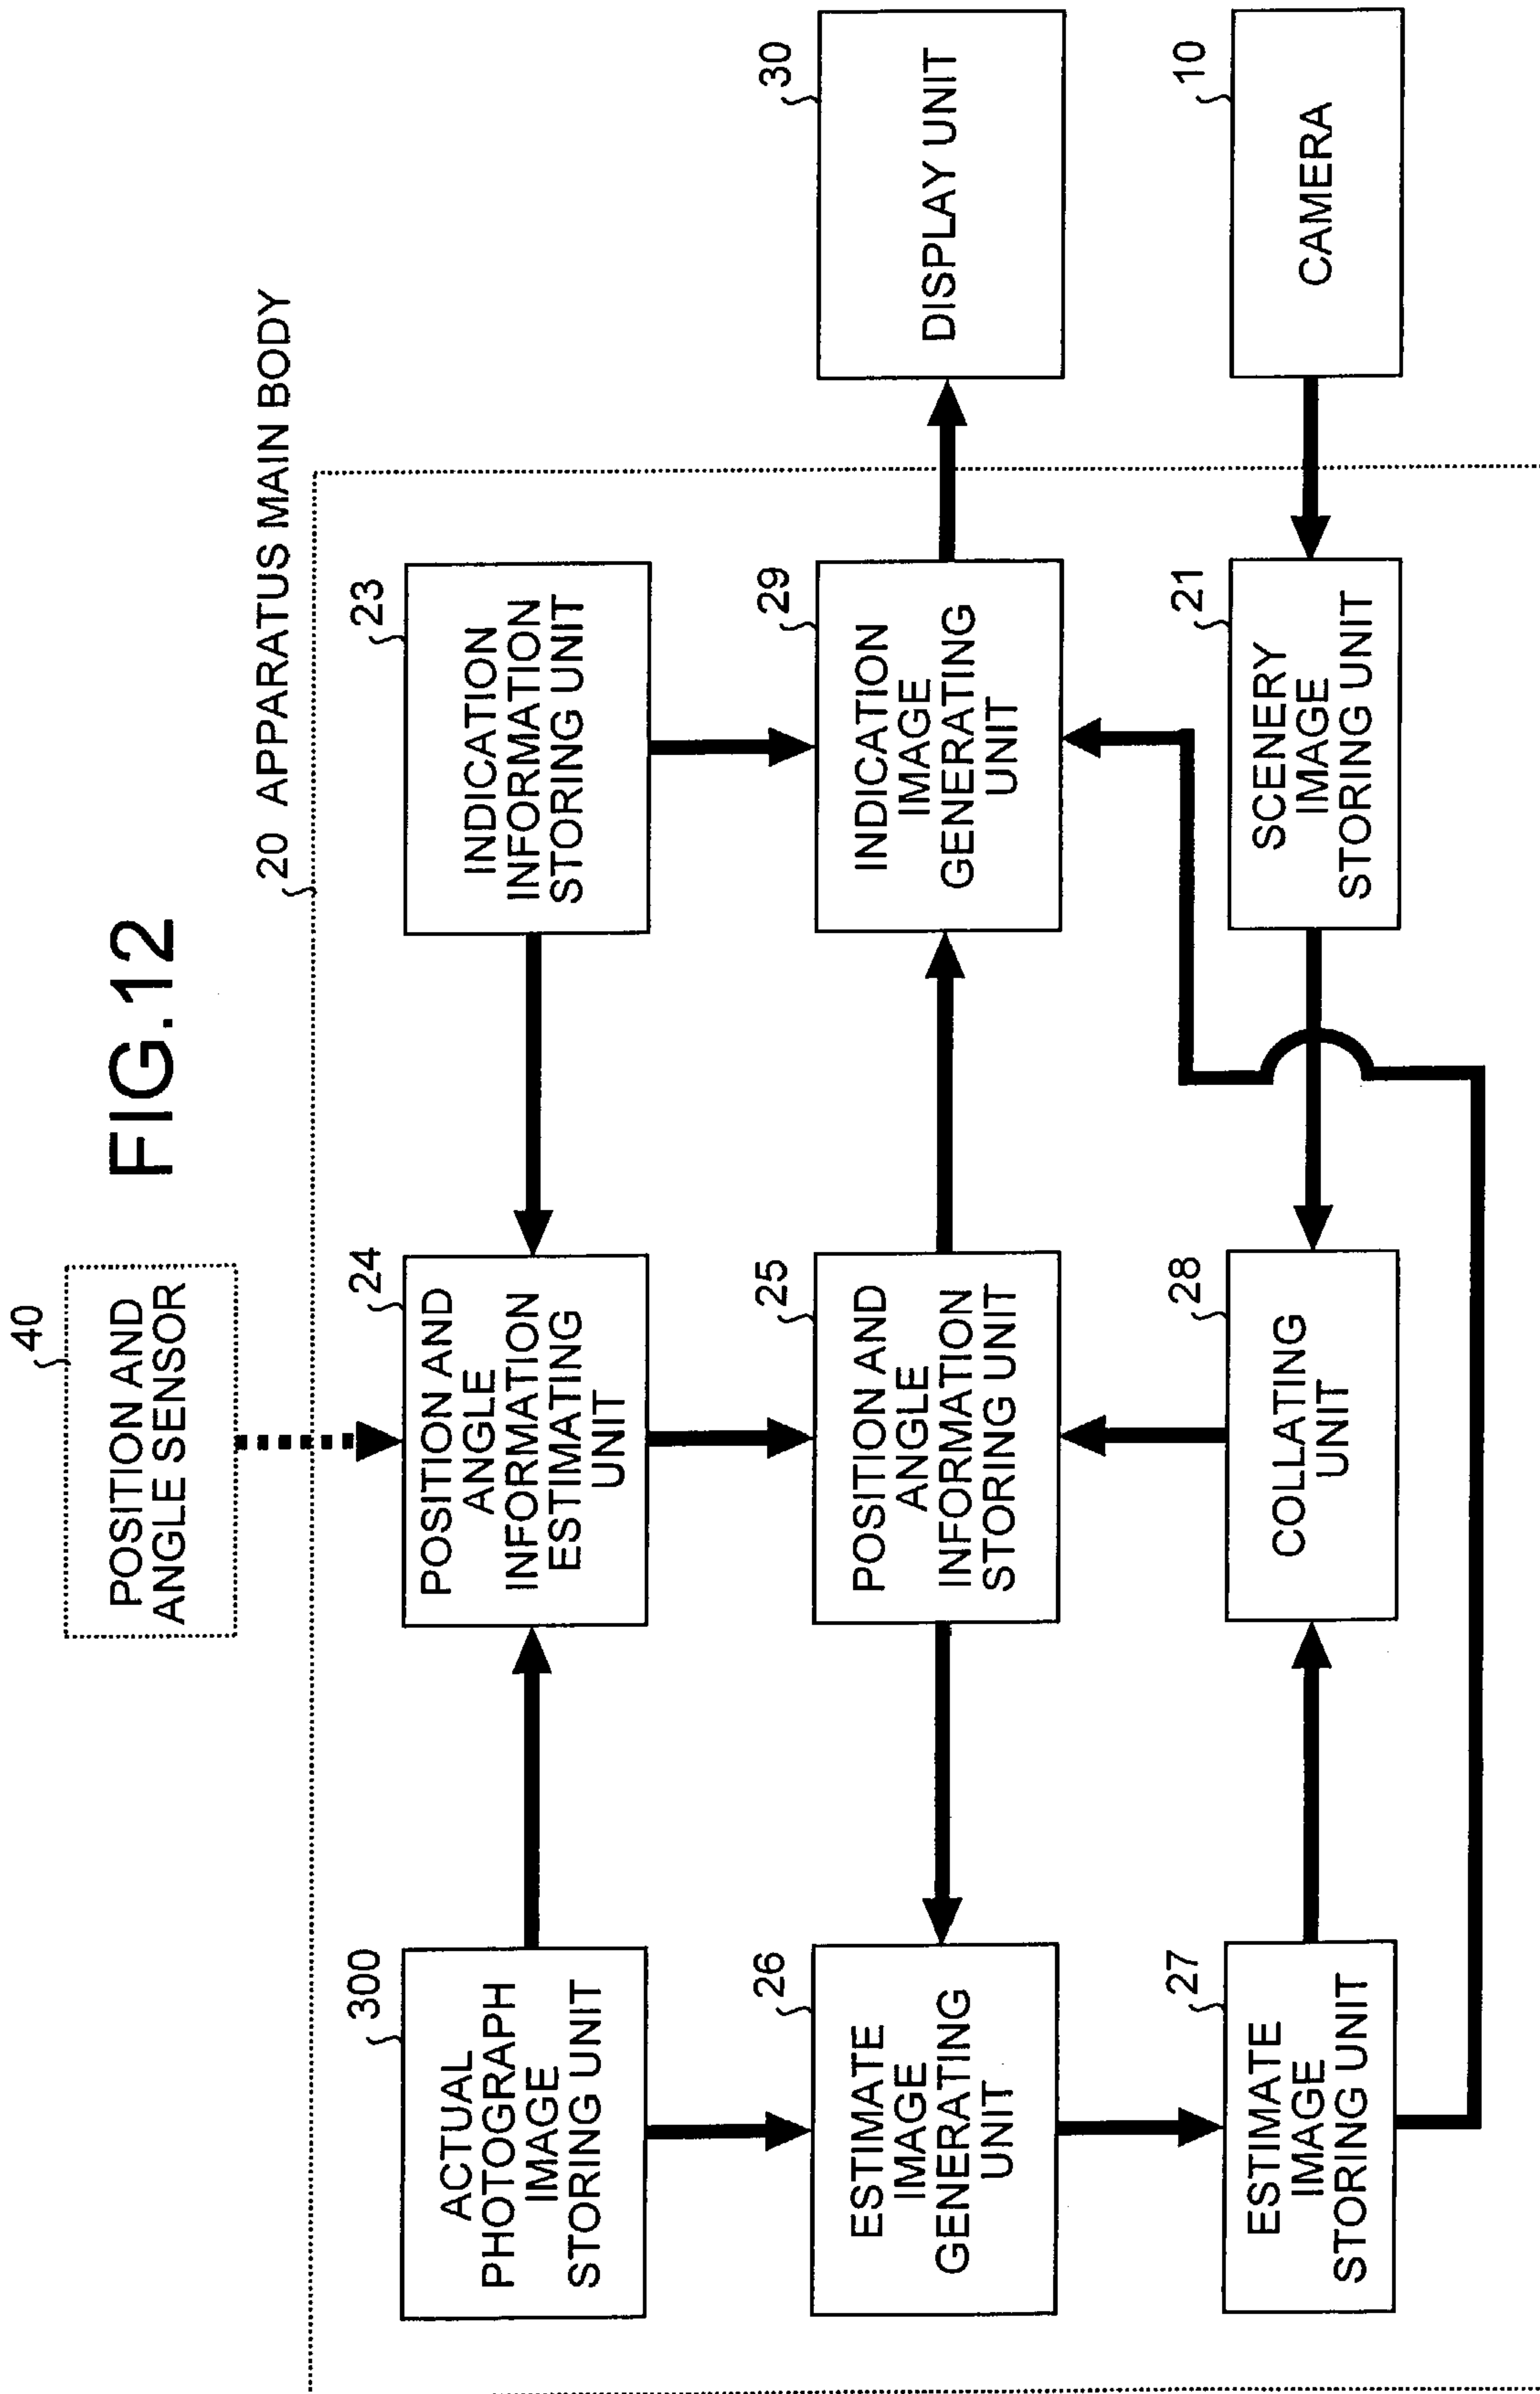 FIG.12
40
POSITION AND
ANGLE SENSOR
20 APPARATUS MAIN BODY
300
ACTUAL
PHOTOGRAPH
IMAGE
STORING UNIT
24
POSITION AND
ANGLE
INFORMATION
ESTIMATING
UNIT
23
INDICATION
INFORMATION
STORING UNIT
26
ESTIMATE
IMAGE
GENERATING
UNIT
25
POSITION AND
ANGLE
INFORMATION
STORING UNIT
29
INDICATION
IMAGE
GENERATING
UNIT
30
DISPLAY UNIT
27
ESTIMATE
IMAGE
STORING UNIT
28
COLLATING
UNIT
21
SCENERY
IMAGE
STORING UNIT
10
CAMERA